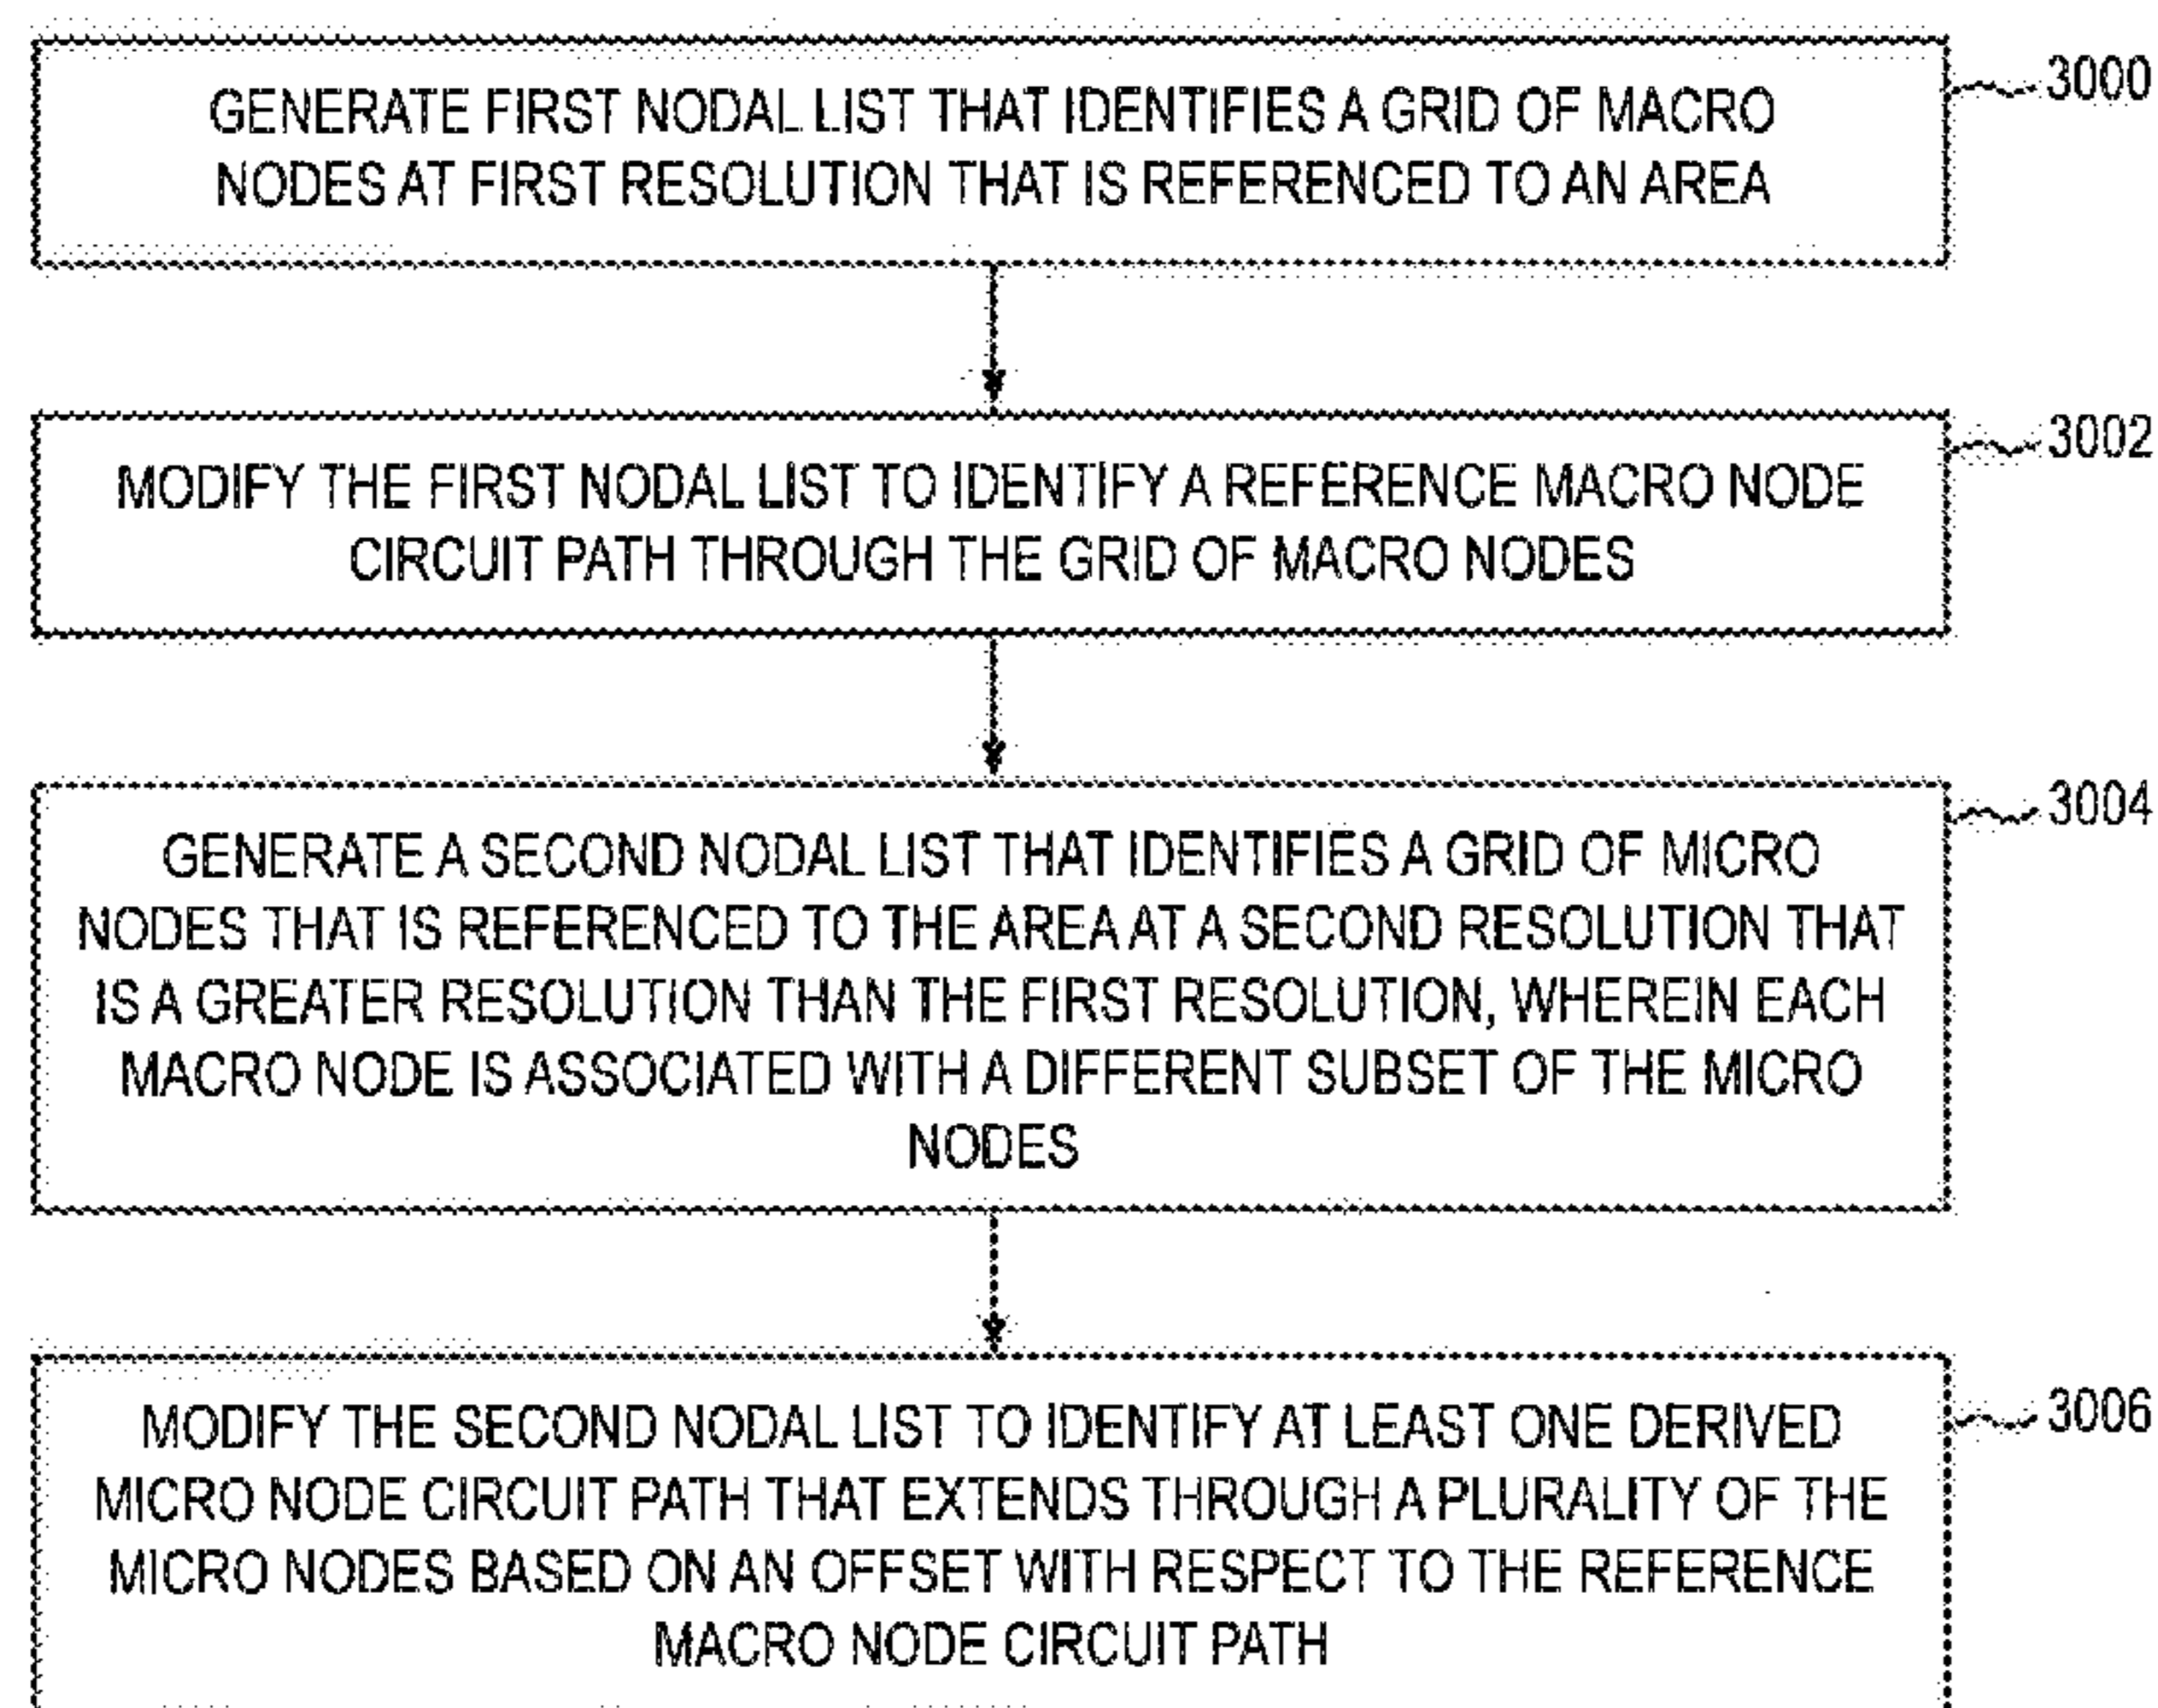 GENERATE FIRST NODAL LIST THAT IDENTIFIES A GRID OF MACRO
NODES AT FIRST RESOLUTION THAT IS REFERENCED TO AN AREA
3000
MODIFY THE FIRST NODAL LIST TO IDENTIFY A REFERENCE MACRO NODE
CIRCUIT PATH THROUGH THE GRID OF MACRO NODES
3002
GENERATE A SECOND NODAL LIST THAT IDENTIFIES A GRID OF MICRO
NODES THAT IS REFERENCED TO THE AREA AT A SECOND RESOLUTION THAT
IS A GREATER RESOLUTION THAN THE FIRST RESOLUTION, WHEREIN EACH
MACRO NODE IS ASSOCIATED WITH A DIFFERENT SUBSET OF THE MICRO
NODES
3004
MODIFY THE SECOND NODAL LIST TO IDENTIFY AT LEAST ONE DERIVED
MICRO NODE CIRCUIT PATH THAT EXTENDS THROUGH A PLURALITY OF THE
MICRO NODES BASED ON AN OFFSET WITH RESPECT TO THE REFERENCE
MACRO NODE CIRCUIT PATH
3006